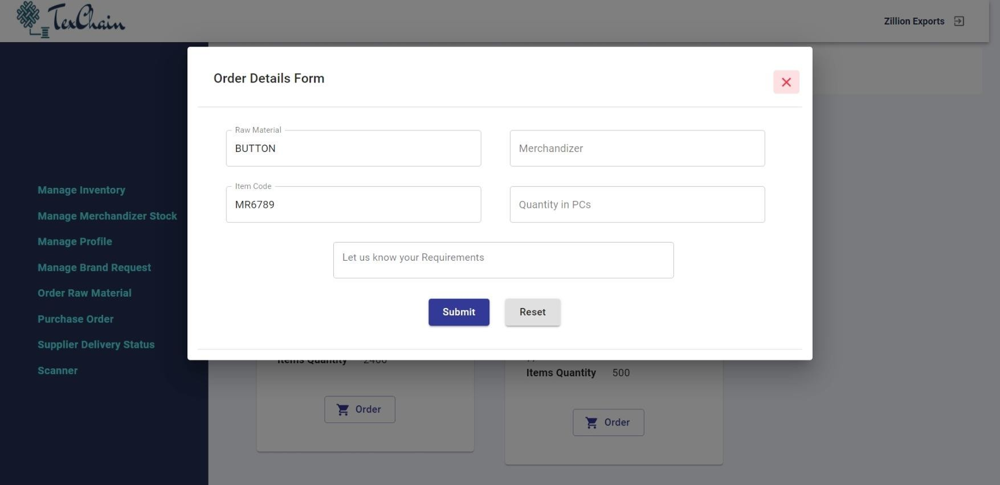 TexChain
Zillion Exports
Order Details Form
Raw Material
BUTTON
Merchandizer
Item Code
MR6789
Quantity in PCs
Let us know your Requirements
Submit
Reset
Manage Inventory
Manage Merchandizer Stock
Manage Profile
Manage Brand Request
Order Raw Material
Purchase Order
Supplier Delivery Status
Scanner
Items Quantity 2400
Order
Items Quantity 500
Order